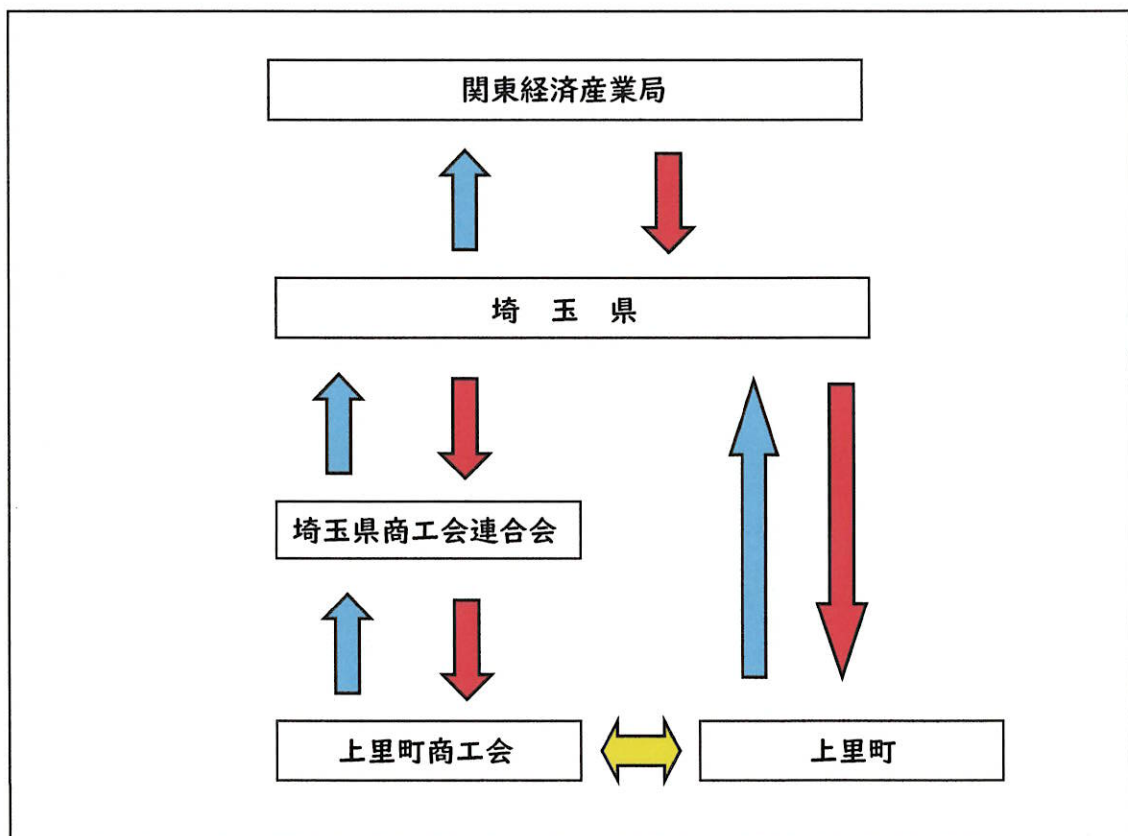 関東経済産業局
埼 玉 県
埼玉県商工会連合会
上里町商工会
上里町